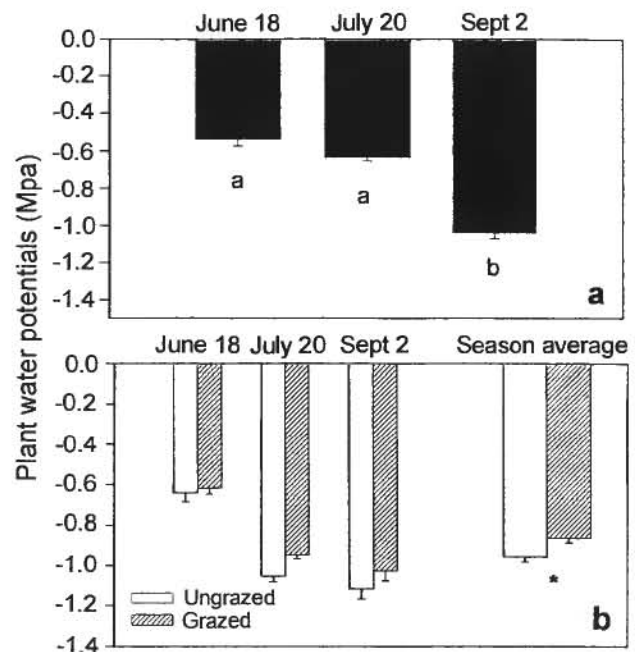 June 18 July 20 Sept 2
0.0
-0.2
-0.4
-0.6
-0.8
-1.0
-1.2
-1.4
a
a
b
a
Plant water potentials (Mpa)
June 18 July 20 Sept 2 Season average
0.0
-0.2
-0.4
-0.6
-0.8
-1.0
-1.2
-1.4
*
Ungrazed
Grazed
b